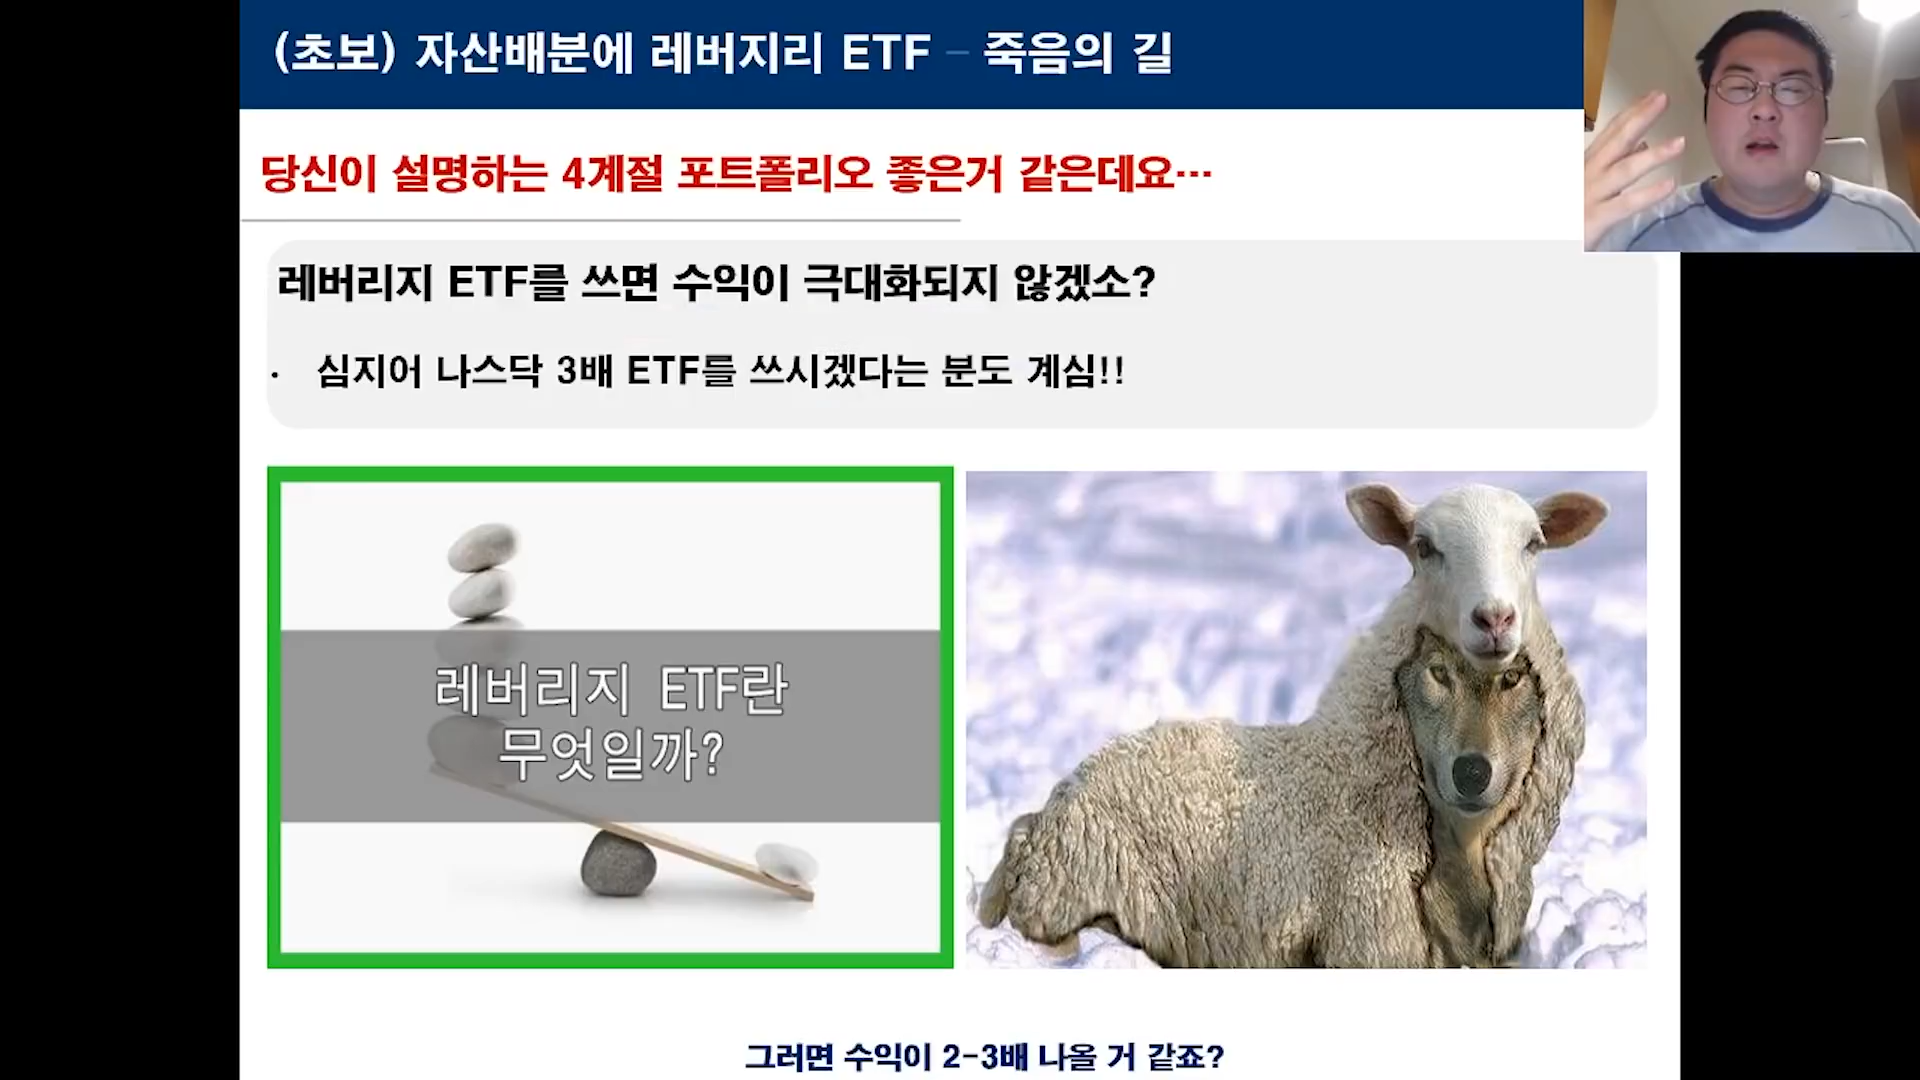 (초보) 자산배분에 레버지리 ETF – 죽음의 길
당신이 설명하는 4계절 포트폴리오 좋은거 같은데요…
레버리지 ETF를 쓰면 수익이 극대화되지 않겠소?
· 심지어 나스닥 3배 ETF를 쓰시겠다는 분도 계심!!
레버리지 ETF란
무엇일까?
그러면 수익이 2-3배 나올 거 같죠?